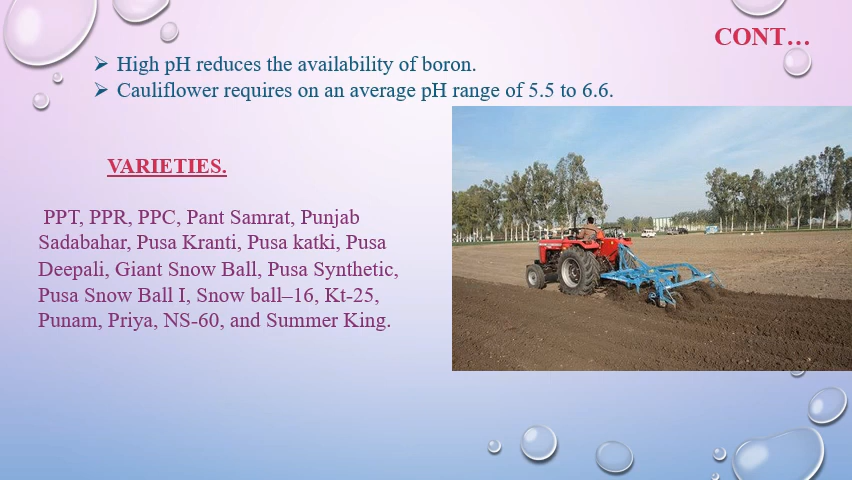 CONT…
➢ High pH reduces the availability of boron.
➢ Cauliflower requires on an average pH range of 5.5 to 6.6.
VARIETIES.
PPT, PPR, PPC, Pant Samrat, Punjab
Sadabahar, Pusa Kranti, Pusa katki, Pusa
Deepali, Giant Snow Ball, Pusa Synthetic,
Pusa Snow Ball I, Snow ball–16, Kt-25,
Punam, Priya, NS-60, and Summer King.